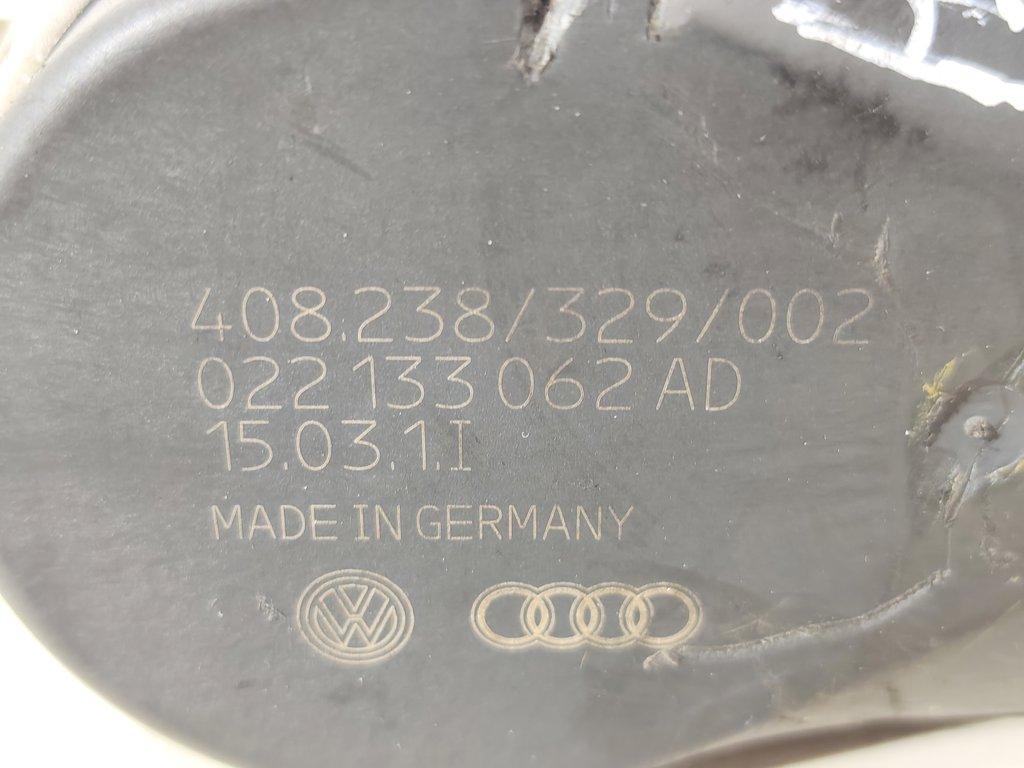 408.238/329/002
022 133 062 AD
15.03.1.I
MADE IN GERMANY